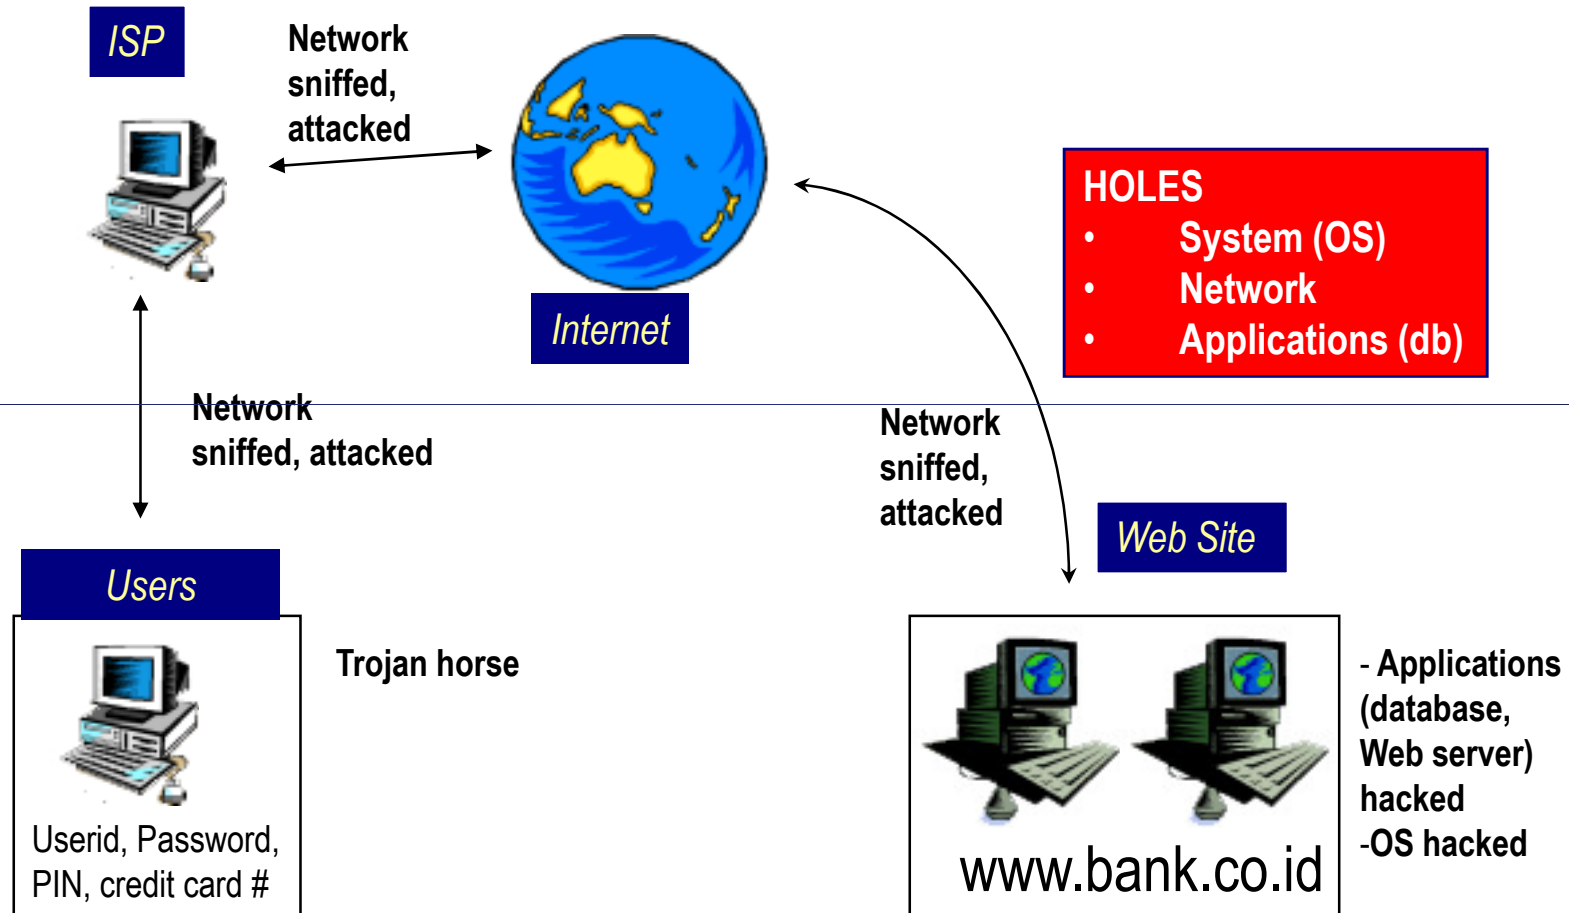 ISP
Network
sniffed,
attacked
Internet
HOLES
• System (OS)
• Network
• Applications (db)
Network
sniffed, attacked
Network
sniffed,
attacked
Web Site
Users
Trojan horse
Userid, Password,
PIN, credit card #
www.bank.co.id
- Applications
(database,
Web server)
hacked
-OS hacked